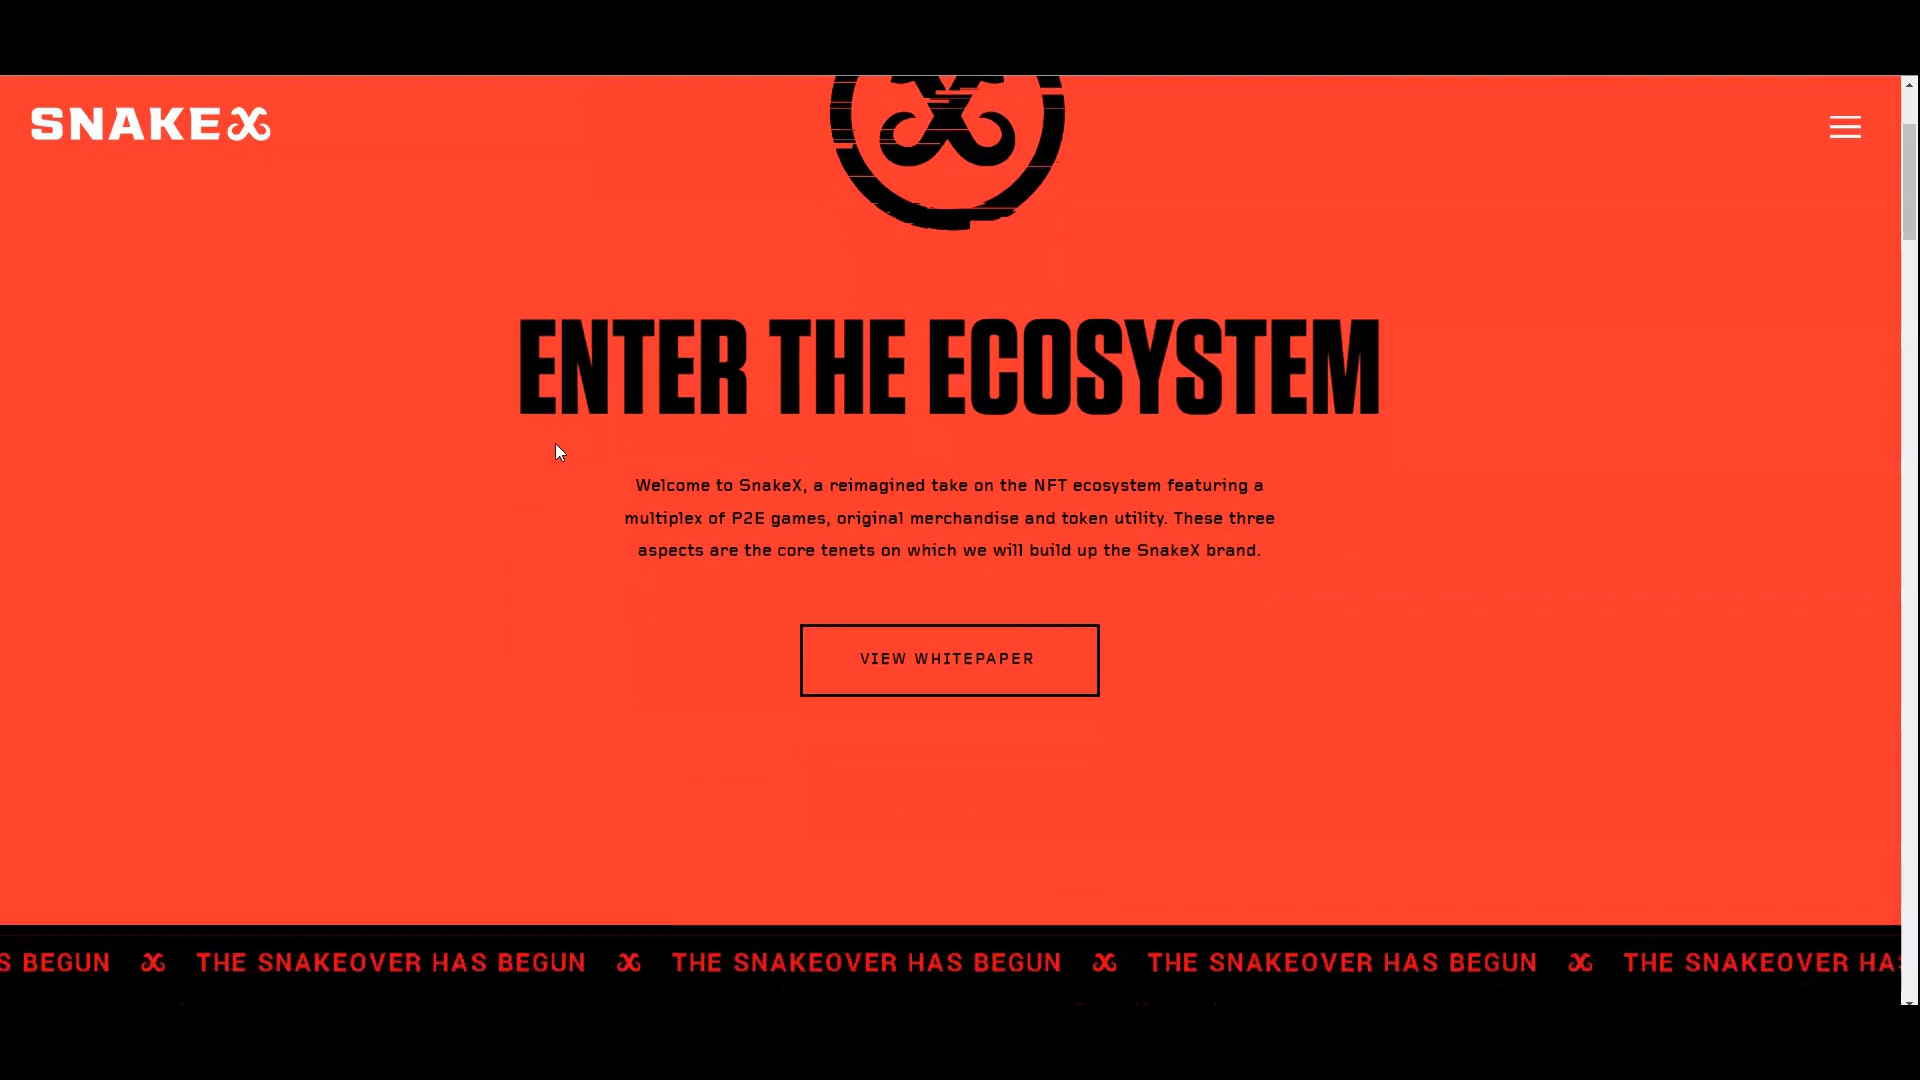 SNAKEX
ENTER THE ECOSYSTEM
Welcome to SnakeX, a reimagined take on the NFT ecosystem featuring a
multiplex of P2E games, original merchandise and token utility. These three
aspects are the core tenets on which we will build up the SnakeX brand.
VIEW WHITEPAPER
S BEGUN THE SNAKEOVER HAS BEGUN THE SNAKEOVER HAS BEGUN THE SNAKEOVER HAS BEGUN THE SNAKEOVER HAS